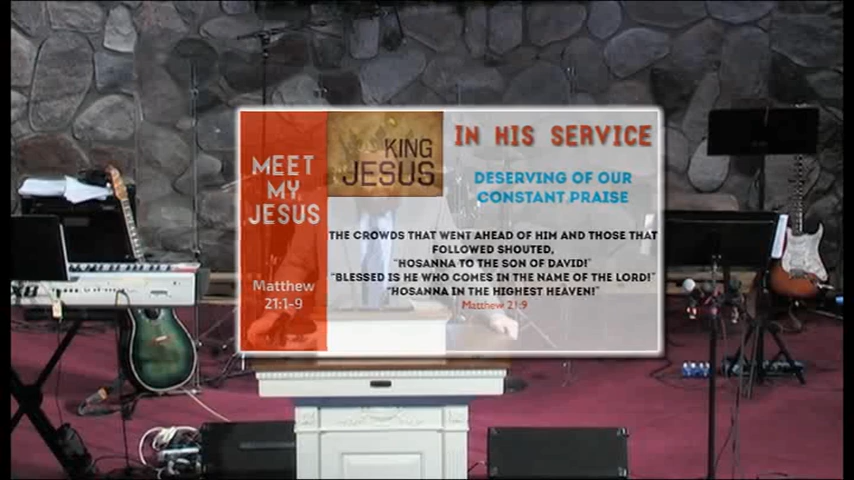 MEET
MY
JESUS
Matthew
21:1-9
KING
JESUS
IN HIS SERVICE
DESERVING OF OUR
CONSTANT PRAISE
THE CROWDS THAT WENT AHEAD OF HIM AND THOSE THAT
FOLLOWED SHOUTED,
"HOSANNA TO THE SON OF DAVID!"
"BLESSED IS HE WHO COMES IN THE NAME OF THE LORD!"
"HOSANNA IN THE HIGHEST HEAVEN!"
Matthew 21:9